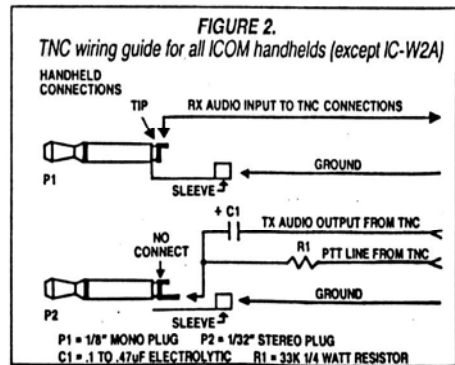 FIGURE 2.
TNC wiring guide for all ICOM handhelds (except IC-W2A)
HANDHELD
CONNECTIONS
TIP
RX AUDIO INPUT TO TNC CONNECTIONS
P1
GROUND
SLEEVE
+ C1
TX AUDIO OUTPUT FROM TNC
NO
CONNECT
R1
PTT LINE FROM TNC
P2
GROUND
SLEEVE
P1 = 1/8" MONO PLUG P2 = 1/32" STEREO PLUG
C1 = .1 TO .47uF ELECTROLYTIC R1 = 33K 1/4 WATT RESISTOR